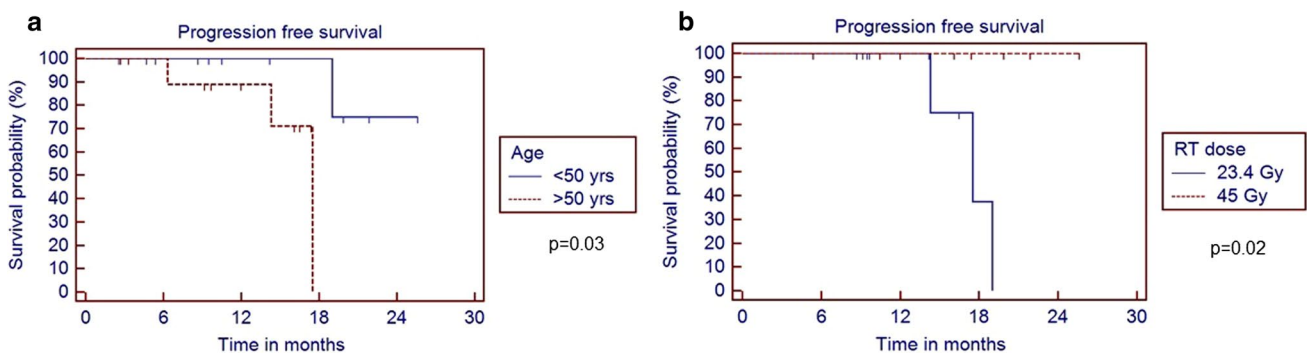 a
Progression free survival
Survival probability (%)
100
90
80
70
60
50
40
30
20
10
0
0 6 12 18 24 30
Time in months
Age
<50 yrs
>50 yrs
p=0.03
b
Progression free survival
Survival probability (%)
100
90
80
70
60
50
40
30
20
10
0
0 6 12 18 24 30
Time in months
RT dose
23.4 Gy
45 Gy
p=0.02